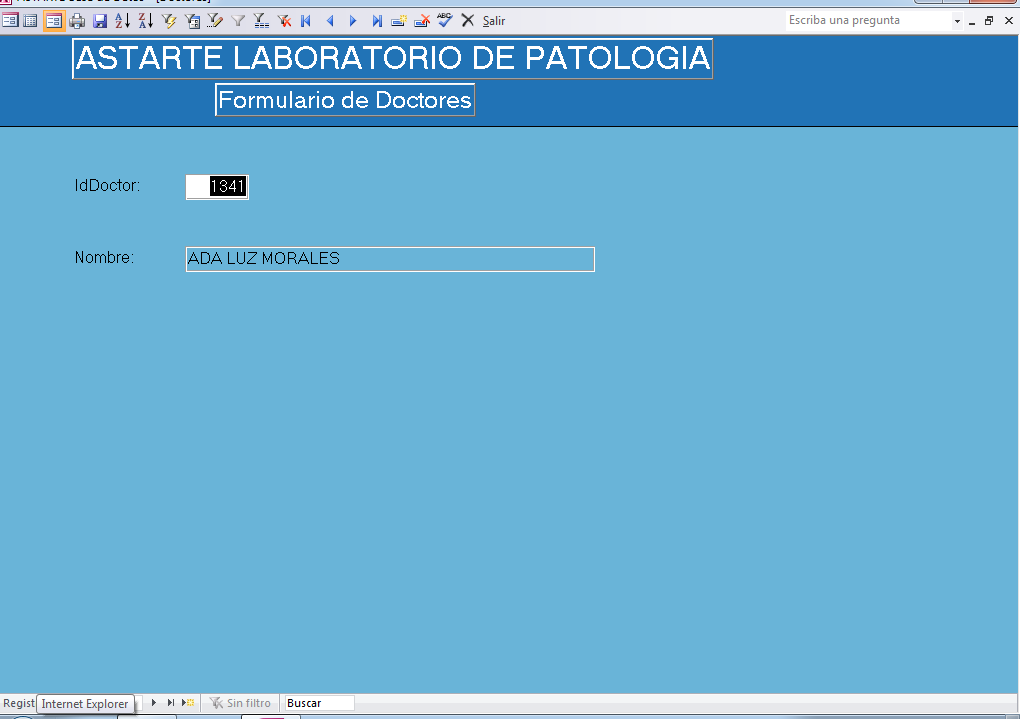 Salir
Escriba una pregunta
ASTARTE LABORATORIO DE PATOLOGIA
Formulario de Doctores
IdDoctor:
1341
Nombre:
ADA LUZ MORALES
Regist
Internet Explorer
Sin filtro
Buscar